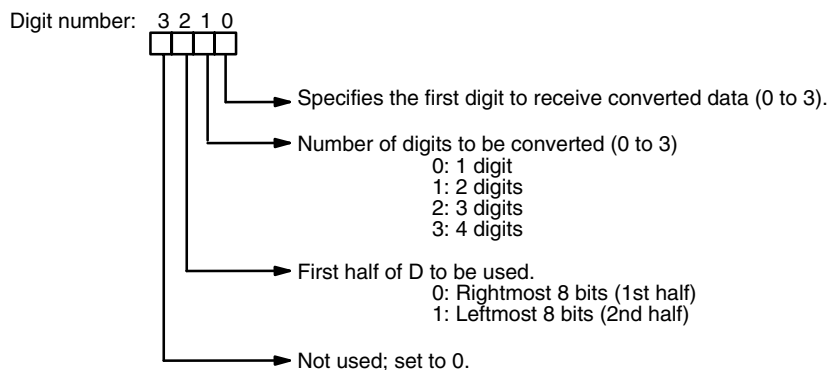 Digit number: 3 2 1 0
Specifies the first digit to receive converted data (0 to 3).
Number of digits to be converted (0 to 3)
0: 1 digit
1: 2 digits
2: 3 digits
3: 4 digits
First half of D to be used.
0: Rightmost 8 bits (1st half)
1: Leftmost 8 bits (2nd half)
Not used; set to 0.